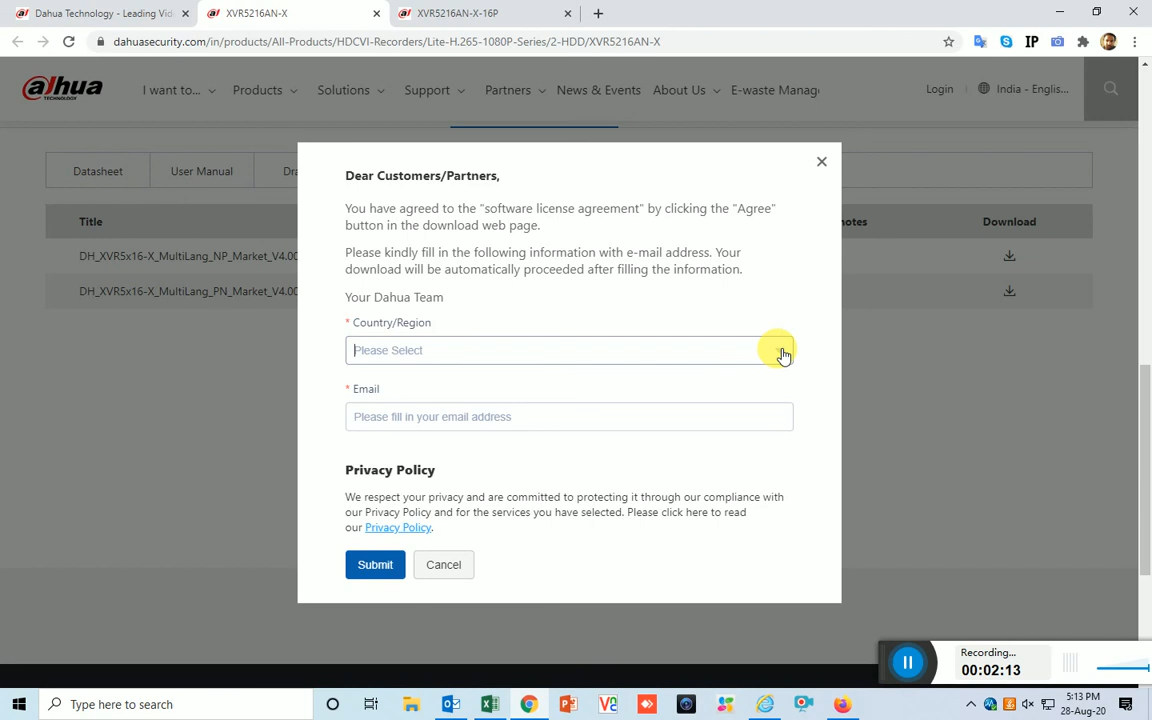 Dahua Technology - Leading Vid
XVR5216AN-X
XVR5216AN-X-16P
dahuasecurity.com/in/products/All-Products/HDCVI-Recorders/Lite-H.265-1080P-Series/2-HDD/XVR5216AN-X
IP
alhua
TECHNOLOGY
I want to...
Products
Solutions
Support
Partners
News & Events
About Us
E-waste Manag
Login
India - Englis...
Datasheet
User Manual
Dra
Title
notes
Download
DH_XVR5x16-X_MultiLang_NP_Market_V4.00
DH_XVR5x16-X_MultiLang_PN_Market_V4.00
Dear Customers/Partners,
You have agreed to the "software license agreement" by clicking the "Agree"
button in the download web page.
Please kindly fill in the following information with e-mail address. Your
download will be automatically proceeded after filling the information.
Your Dahua Team
* Country/Region
Please Select
* Email
Please fill in your email address
Privacy Policy
We respect your privacy and are committed to protecting it through our compliance with
our Privacy Policy and for the services you have selected. Please click here to read
our Privacy Policy.
Submit
Cancel
Recording...
00:02:13
Type here to search
5:13 PM
28-Aug-20